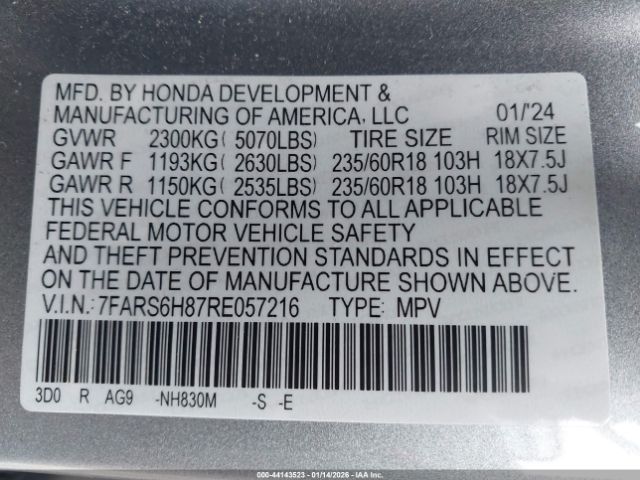 MFD. BY HONDA DEVELOPMENT &
MANUFACTURING OF AMERICA, LLC 01/'24
GVWR 2300KG( 5070LBS) TIRE SIZE RIM SIZE
GAWR F 1193KG ( 2630LBS) 235/60R18 103H 18X7.5J
GAWR R 1150KG ( 2535LBS) 235/60R18 103H 18X7.5J
THIS VEHICLE CONFORMS TO ALL APPLICABLE
FEDERAL MOTOR VEHICLE SAFETY
AND THEFT PREVENTION STANDARDS IN EFFECT
ON THE DATE OF MANUFACTURE SHOWN ABOVE.
V.I.N.: 7FARS6H87RE057216 TYPE: MPV
3D0 R AG9 -NH830M -S -E
000-44143523 | 01/14/2026 - IAAI - Copart, Inc.